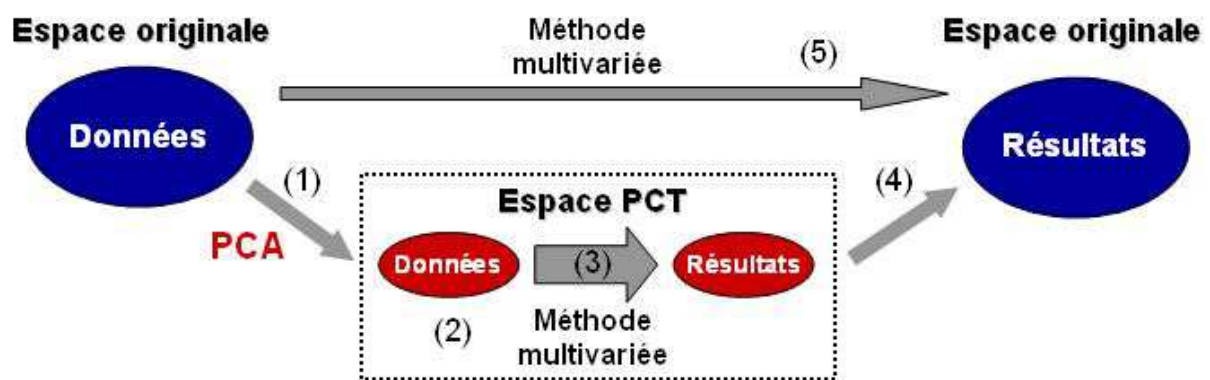 Espace originale
Méthode
multivariée
(5)
Espace originale
Données
Résultats
(1)
PCA
Espace PCT
Données
(3)
Résultats
(2)
Méthode
multivariée
(4)